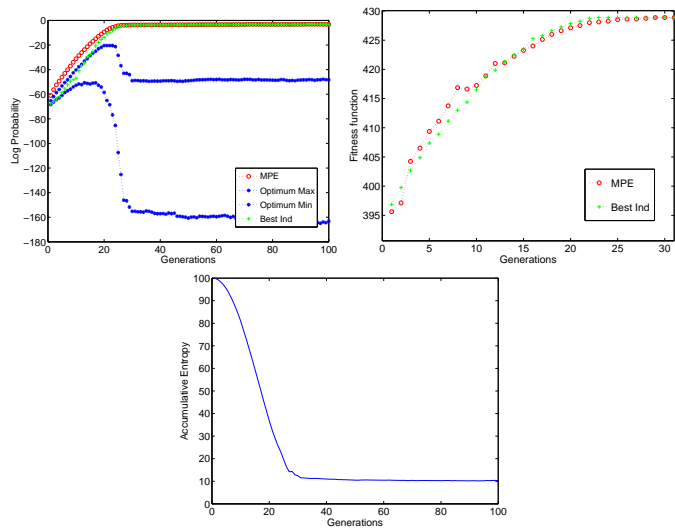 0
−20
−40
−60
−80
−100
−120
−140
−160
−180
Log Probability
0 20 40 60 80 100
Generations
MPE
Optimum Max
Optimum Min
Best Ind
430
425
420
415
410
405
400
395
Fitness function
0 5 10 15 20 25 30
Generations
MPE
Best Ind
100
90
80
70
60
50
40
30
20
10
0
Accumulative Entropy
0 20 40 60 80 100
Generations